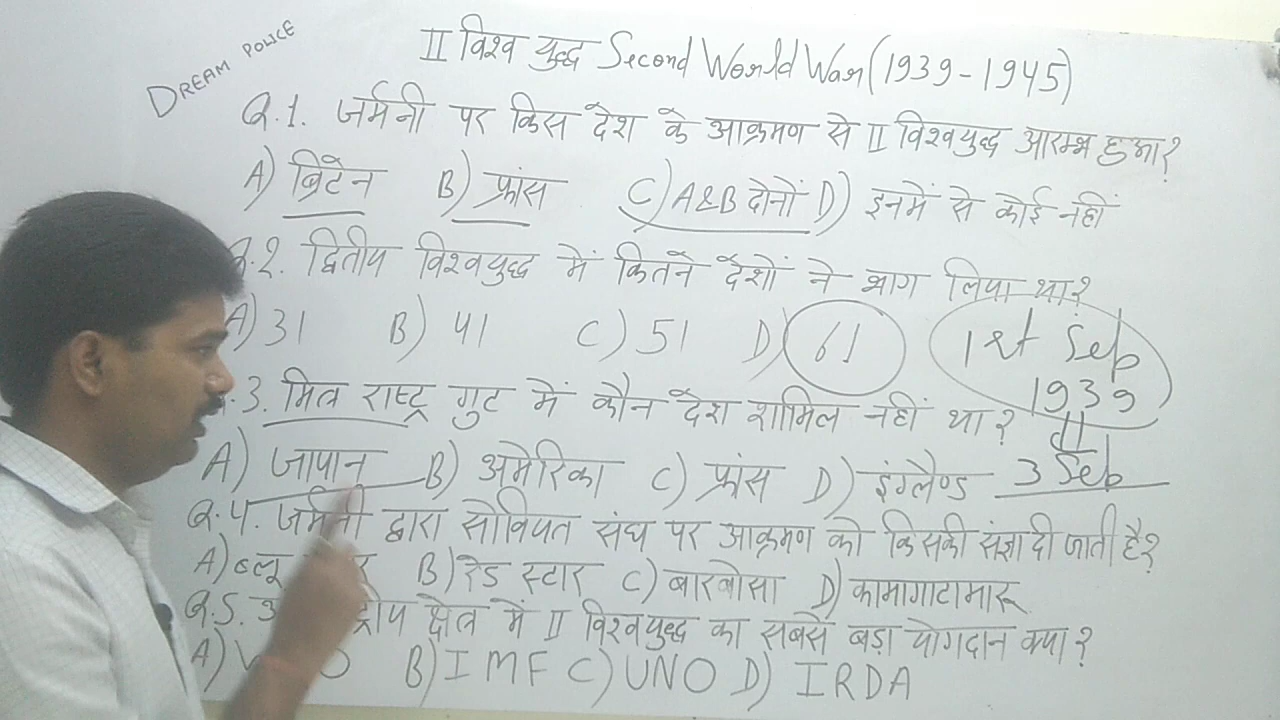 DREAM POLICE
II विश्व युद्ध Second World War (1939-1945)
Q.1. जर्मनी पर किस देश के आक्रमण से II विश्वयुद्ध आरम्भ हुआ?
A) ब्रिटेन B) फ्रांस C) A&B दोनों D) इनमें से कोई नहीं
Q.2. द्वितीय विश्वयुद्ध में कितने देशों ने भाग लिया था?
A) 31 B) 41 C) 51 D) 61
1st Seb
1939
3. मित्र राष्ट्र गुट में कौन देश शामिल नहीं था?
A) जापान B) अमेरिका C) फ्रांस D) इंग्लैण्ड 3 Seb
Q.4. जर्मनी द्वारा सोवियत संघ पर आक्रमण को किसकी संज्ञा दी जाती है?
A) ब्लू B) रेड स्टार C) बारबोसा D) कामागाटामारू
Q.5. क्षेत्र में II विश्वयुद्ध का सबसे बड़ा योगदान क्या?
A) B) IMF C) UNO D) IRDA